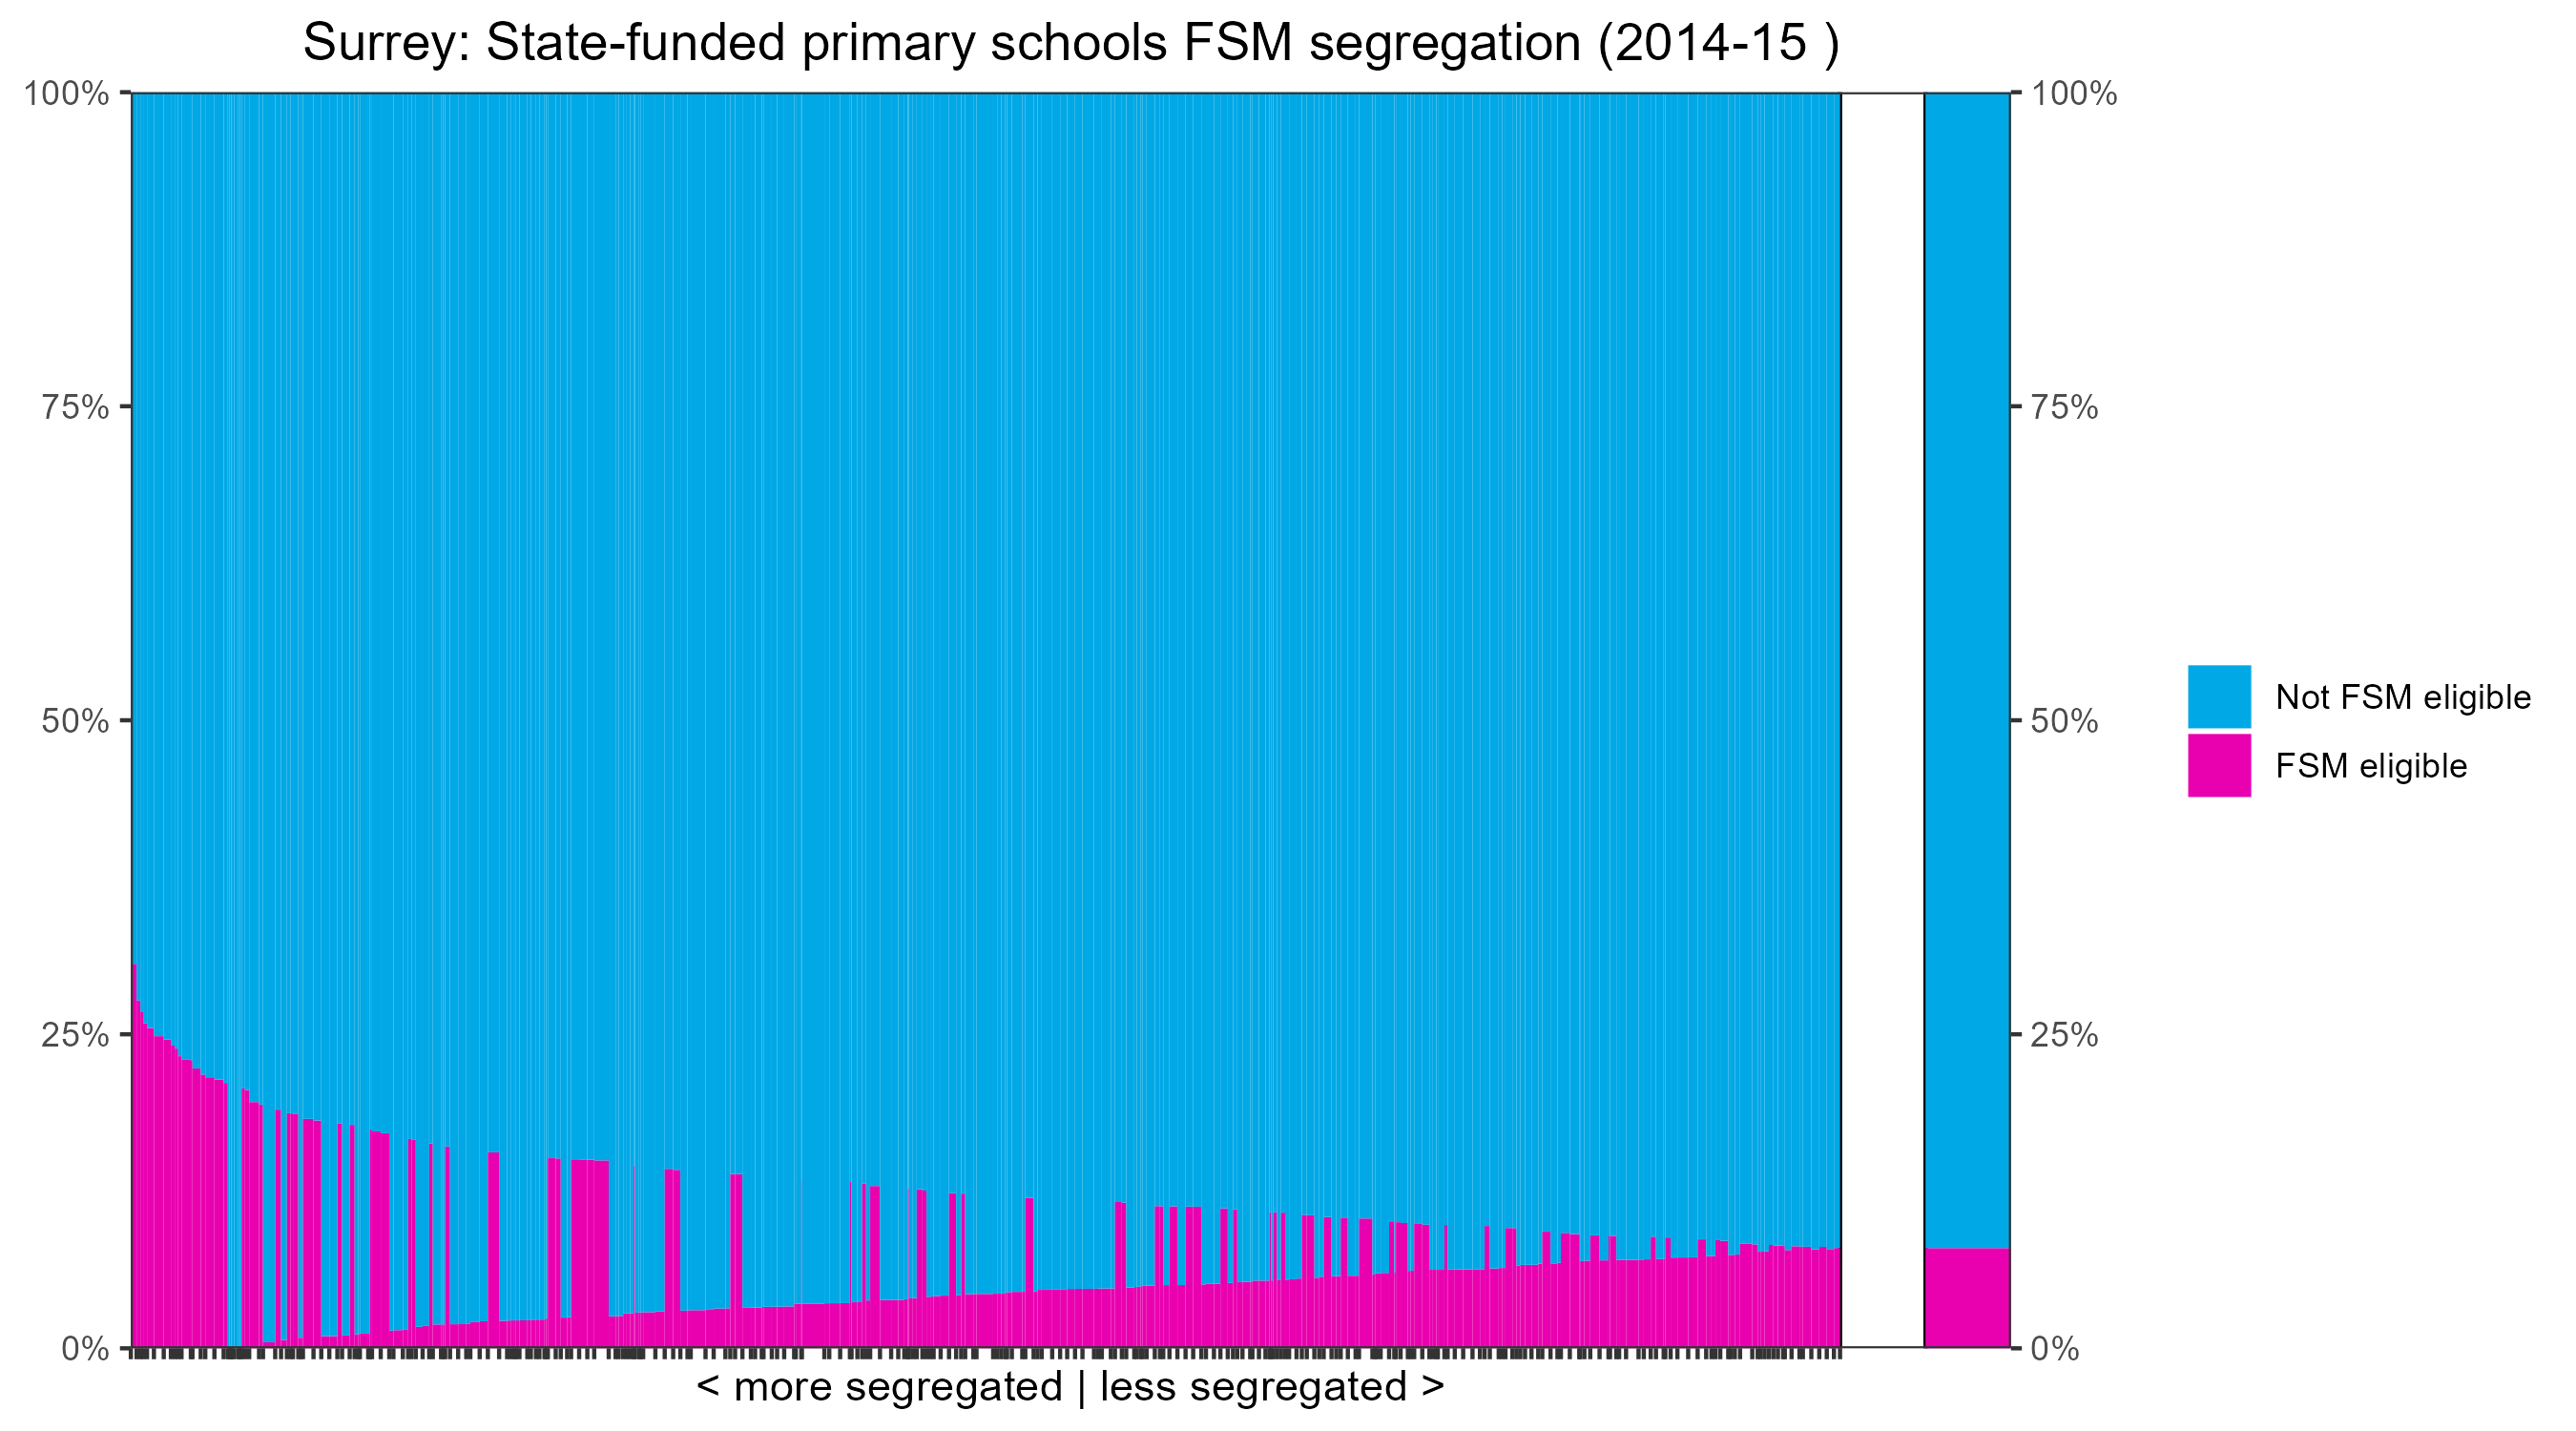 Surrey: State-funded primary schools FSM segregation (2014-15 )
100%
75%
50%
25%
0%
100%
75%
50%
25%
0%
Not FSM eligible
FSM eligible
< more segregated | less segregated >